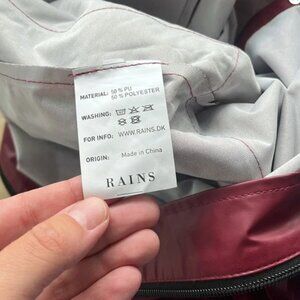 MATERIAL: 50 % PU
50 % POLYESTER
WASHING:
FOR INFO: WWW.RAINS.DK
ORIGIN: Made in China
RAINS